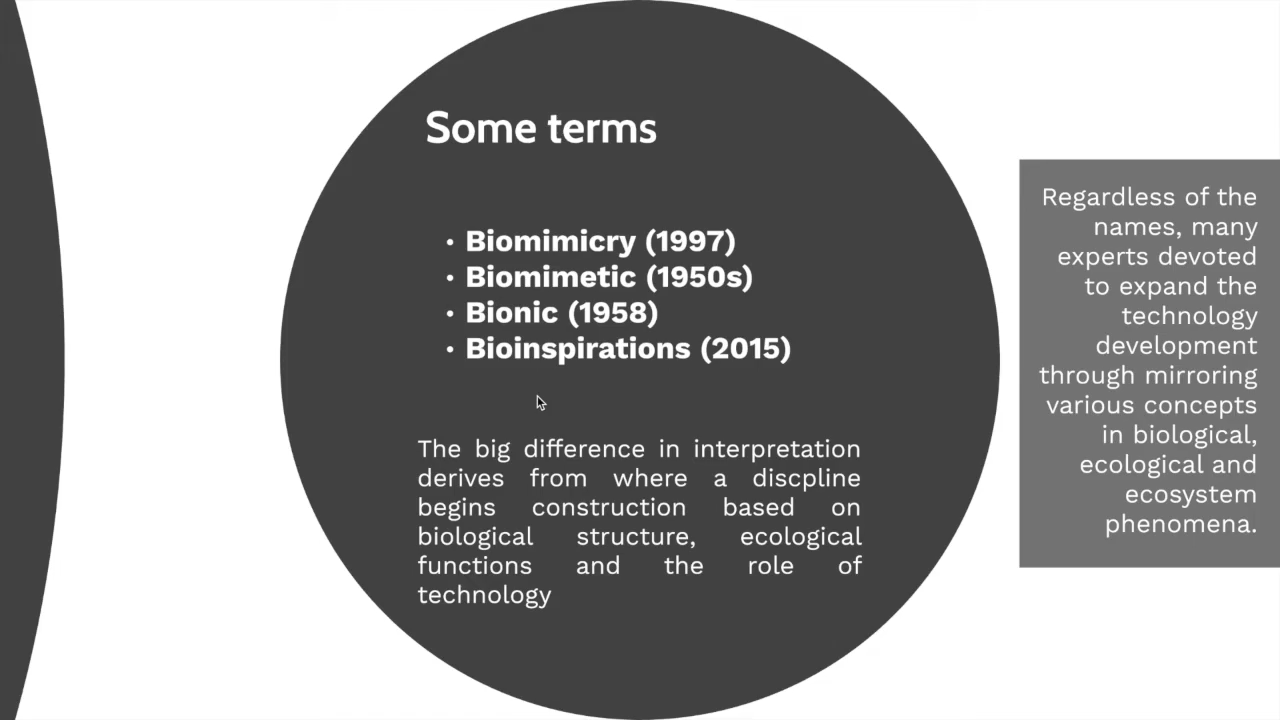 Some terms
• Biomimicry (1997)
• Biomimetic (1950s)
• Bionic (1958)
• Bioinspirations (2015)
The big difference in interpretation
derives from where a discpline
begins construction based on
biological structure, ecological
functions and the role of
technology
Regardless of the
names, many
experts devoted
to expand the
technology
development
through mirroring
various concepts
in biological,
ecological and
ecosystem
phenomena.